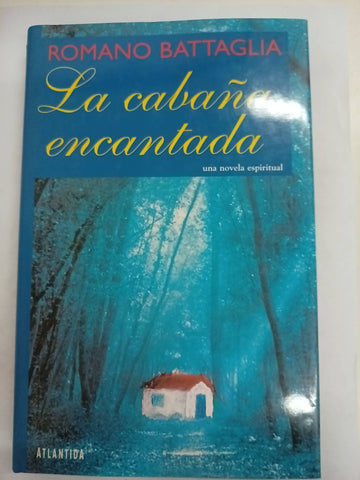 ROMANO BATTAGLIA
La cabaña
encantada
una novela espiritual
ATLANTIDA